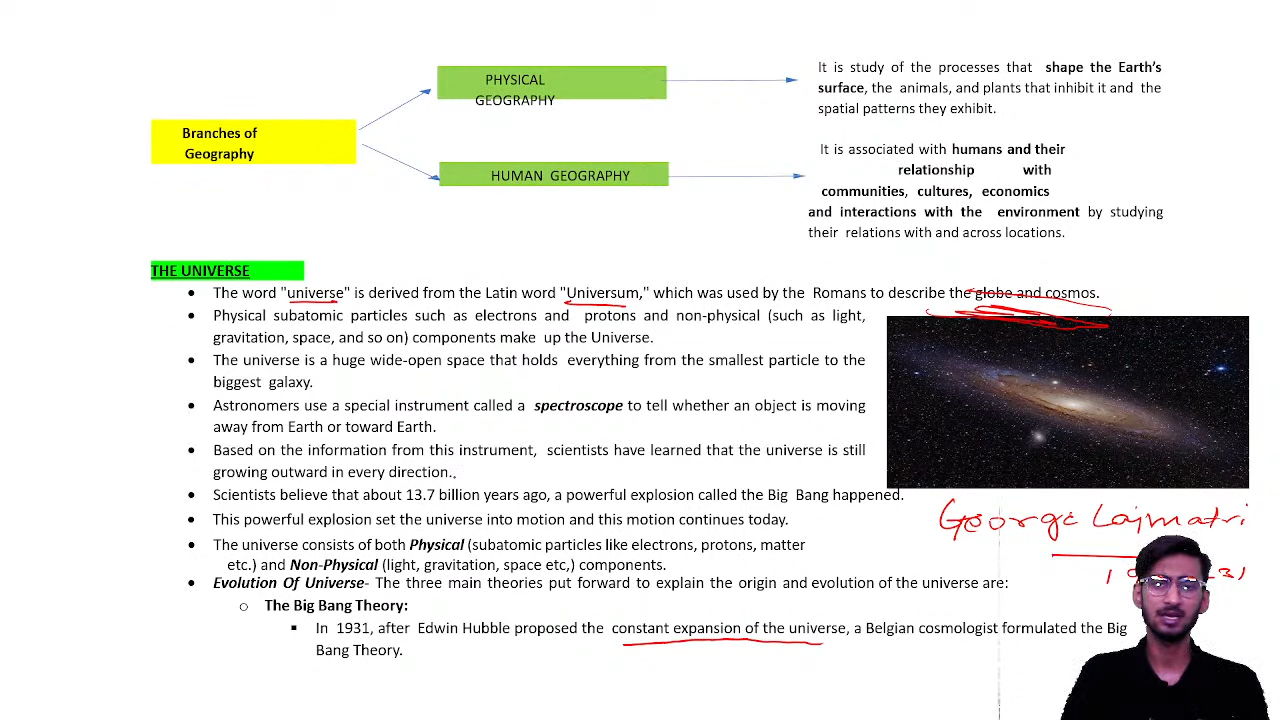 PHYSICAL
GEOGRAPHY
It is study of the processes that shape the Earth's
surface, the animals, and plants that inhibit it and the
spatial patterns they exhibit.
Branches of
Geography
HUMAN GEOGRAPHY
It is associated with humans and their
relationship with
communities, cultures, economics
and interactions with the environment by studying
their relations with and across locations.
THE UNIVERSE
• The word "universe" is derived from the Latin word "Universum," which was used by the Romans to describe the globe and cosmos.
• Physical subatomic particles such as electrons and protons and non-physical (such as light,
gravitation, space, and so on) components make up the Universe.
• The universe is a huge wide-open space that holds everything from the smallest particle to the
biggest galaxy.
• Astronomers use a special instrument called a spectroscope to tell whether an object is moving
away from Earth or toward Earth.
• Based on the information from this instrument, scientists have learned that the universe is still
growing outward in every direction..
• Scientists believe that about 13.7 billion years ago, a powerful explosion called the Big Bang happened.
• This powerful explosion set the universe into motion and this motion continues today.
• The universe consists of both Physical (subatomic particles like electrons, protons, matter
etc.) and Non-Physical (light, gravitation, space etc,) components.
George Lajmatri
• Evolution Of Universe- The three main theories put forward to explain the origin and evolution of the universe are:
o The Big Bang Theory:
▪ In 1931, after Edwin Hubble proposed the constant expansion of the universe, a Belgian cosmologist formulated the Big
Bang Theory.